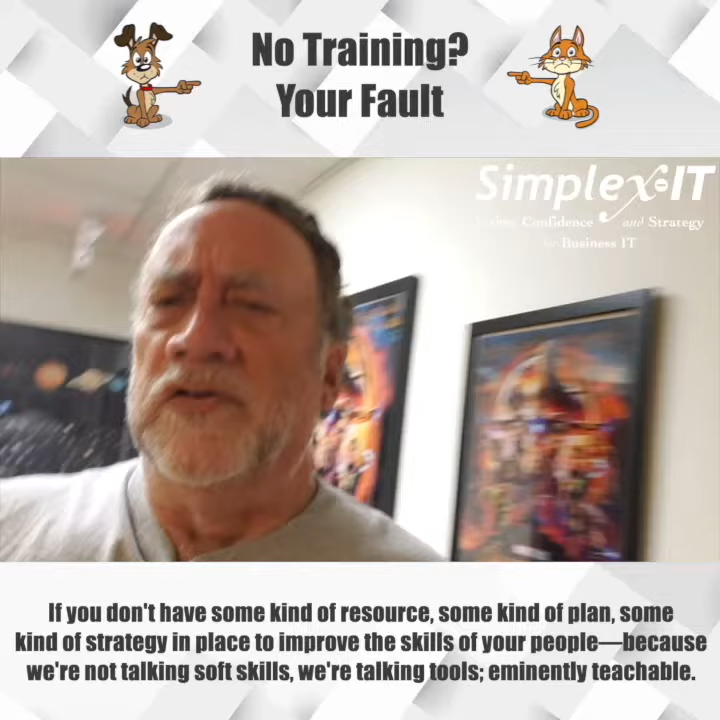 No Training?
Your Fault
Simplex-IT
Confidence and Strategy
for Business IT
If you don't have some kind of resource, some kind of plan, some
kind of strategy in place to improve the skills of your people—because
we're not talking soft skills, we're talking tools; eminently teachable.